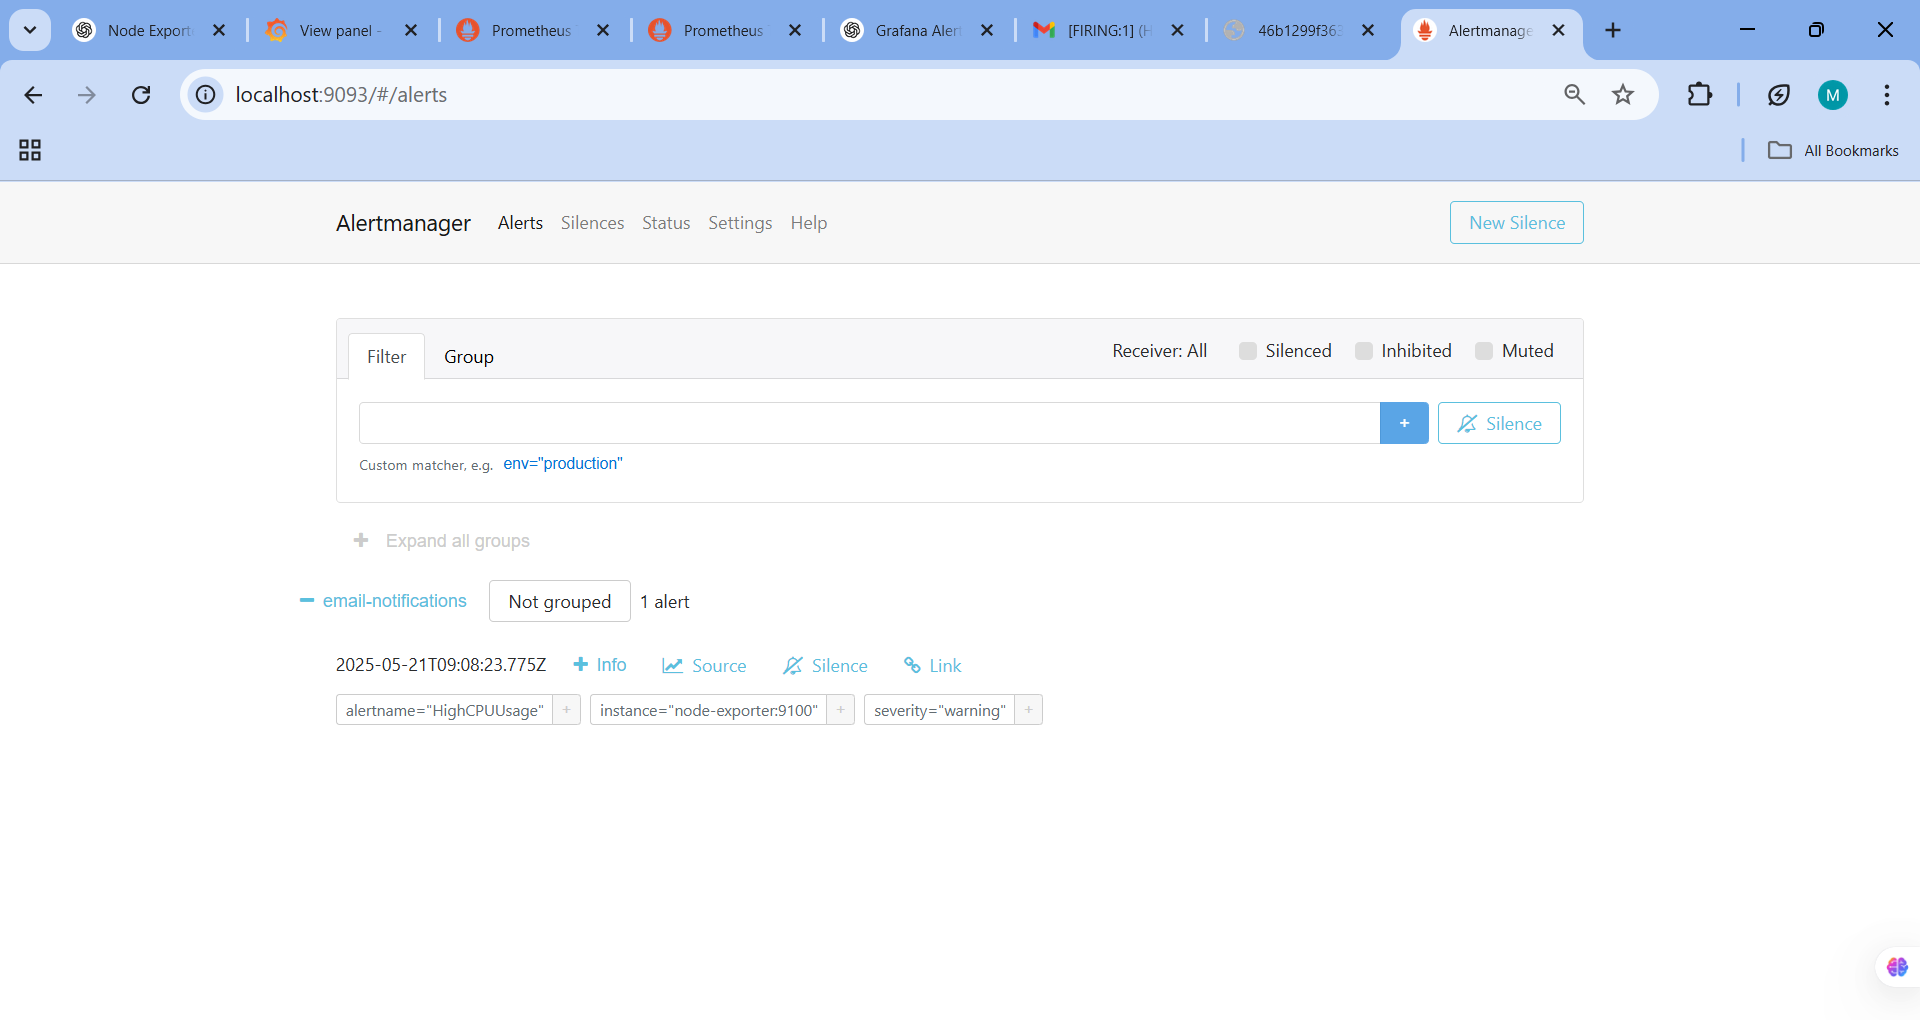 Node Export
View panel -
Prometheus
Prometheus
Grafana Aler
[FIRING:1] (H
46b1299f363
Alertmanage
localhost:9093/#/alerts
M
All Bookmarks
Alertmanager Alerts Silences Status Settings Help New Silence
Filter Group Receiver: All Silenced Inhibited Muted
+ Silence
Custom matcher, e.g. env="production"
+ Expand all groups
− email-notifications Not grouped 1 alert
2025-05-21T09:08:23.775Z + Info Source Silence Link
alertname="HighCPUUsage" + instance="node-exporter:9100" + severity="warning" +